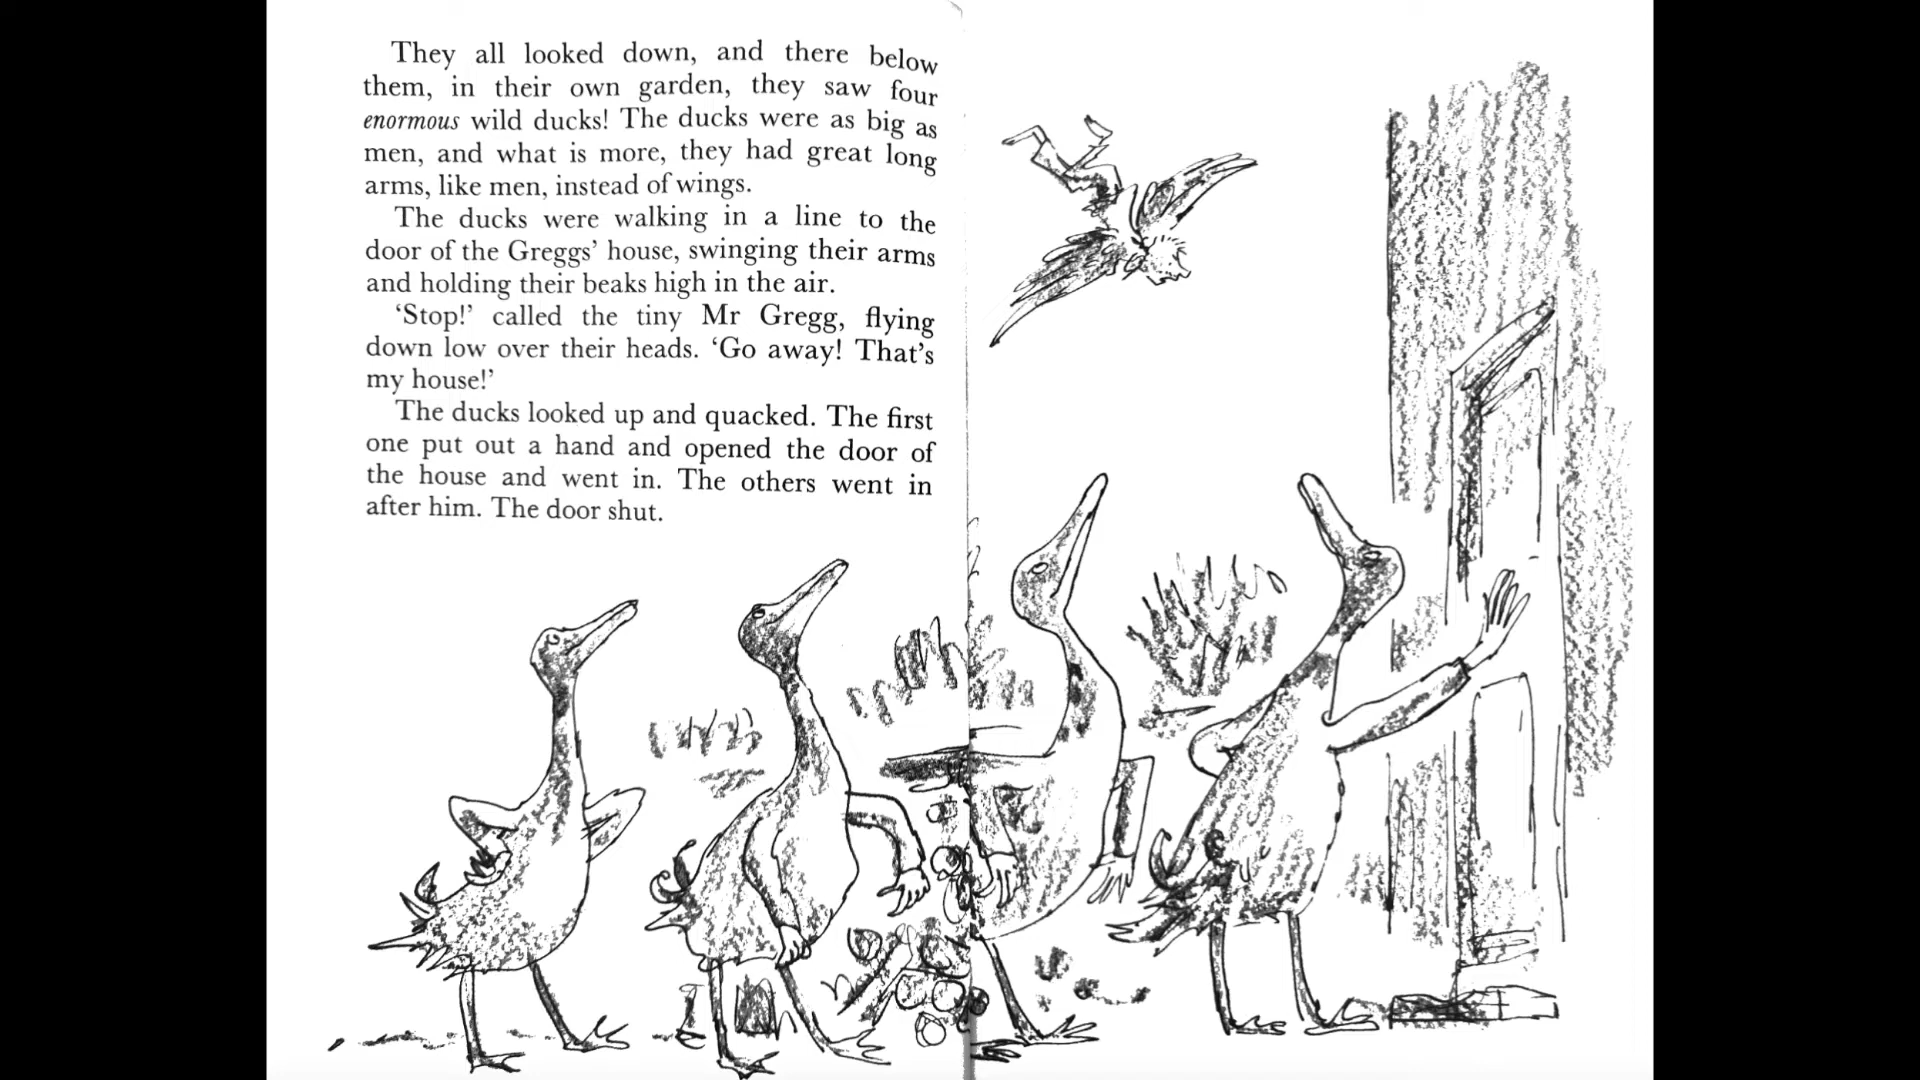 They all looked down, and there below
them, in their own garden, they saw four
enormous wild ducks! The ducks were as big as
men, and what is more, they had great long
arms, like men, instead of wings.
The ducks were walking in a line to the
door of the Greggs’ house, swinging their arms
and holding their beaks high in the air.
‘Stop!’ called the tiny Mr Gregg, flying
down low over their heads. ‘Go away! That’s
my house!’
The ducks looked up and quacked. The first
one put out a hand and opened the door of
the house and went in. The others went in
after him. The door shut.